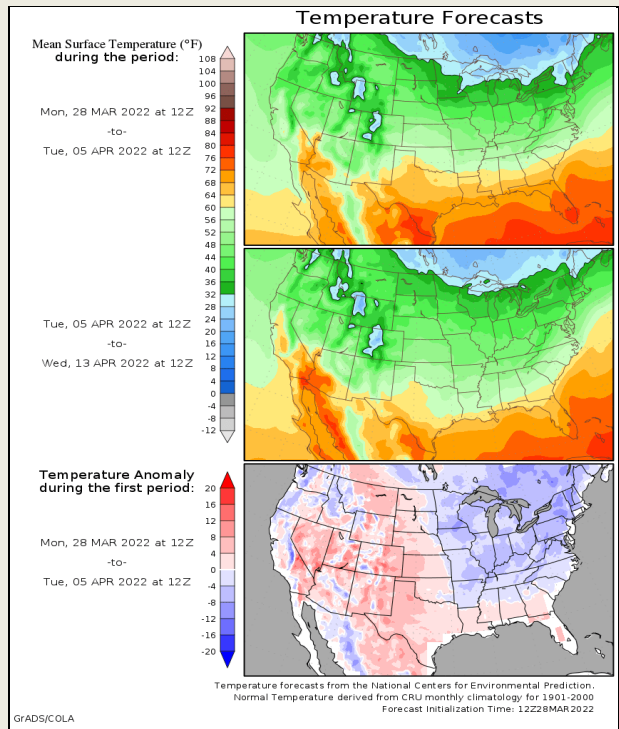 Temperature Forecasts
Mean Surface Temperature (°F)
during the period:
Mon, 28 MAR 2022 at 12Z
-to-
Tue, 05 APR 2022 at 12Z
108
104
100
96
92
88
84
80
76
72
68
64
60
56
52
48
44
40
36
32
28
24
20
16
12
8
4
0
-4
-8
-12
Tue, 05 APR 2022 at 12Z
-to-
Wed, 13 APR 2022 at 12Z
Temperature Anomaly
during the first period:
Mon, 28 MAR 2022 at 12Z
-to-
Tue, 05 APR 2022 at 12Z
20
16
12
8
4
0
-4
-8
-12
-16
-20
Temperature forecasts from the National Centers for Environmental Prediction.
Normal Temperature derived from CRU monthly climatology for 1901-2000
Forecast Initialization Time: 12Z28MAR2022
GrADS/COLA